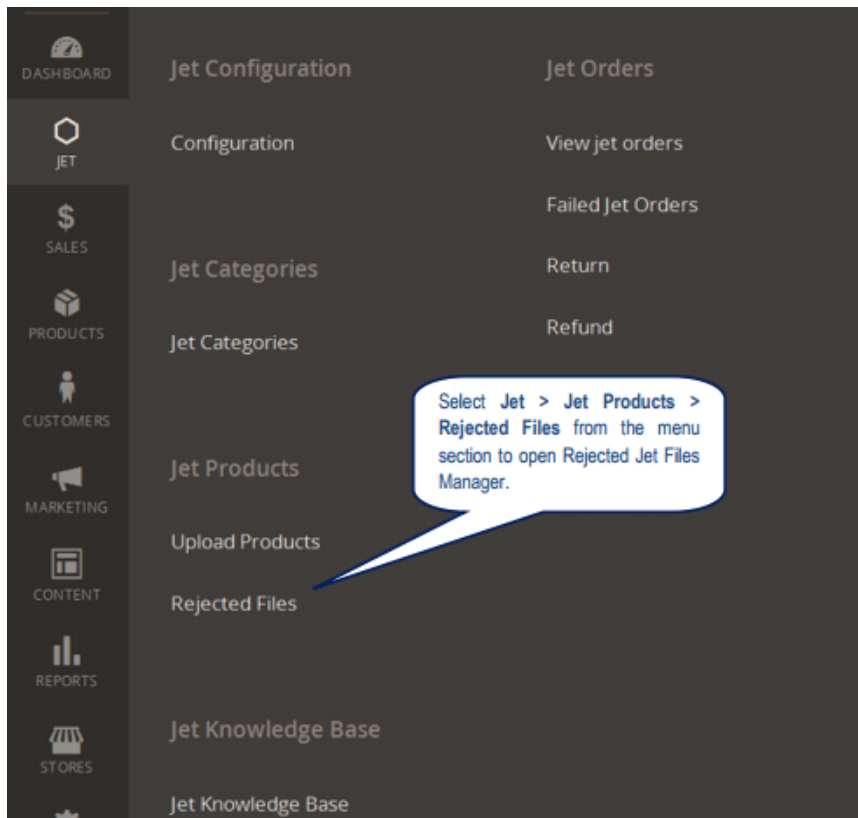 DASHBOARD
JET
SALES
PRODUCTS
CUSTOMERS
MARKETING
CONTENT
REPORTS
STORES
Jet Configuration
Configuration
Jet Categories
Jet Categories
Jet Products
Upload Products
Rejected Files
Jet Knowledge Base
Jet Knowledge Base
Jet Orders
View jet orders
Failed Jet Orders
Return
Refund
Select Jet > Jet Products >
Rejected Files from the menu
section to open Rejected Jet Files
Manager.